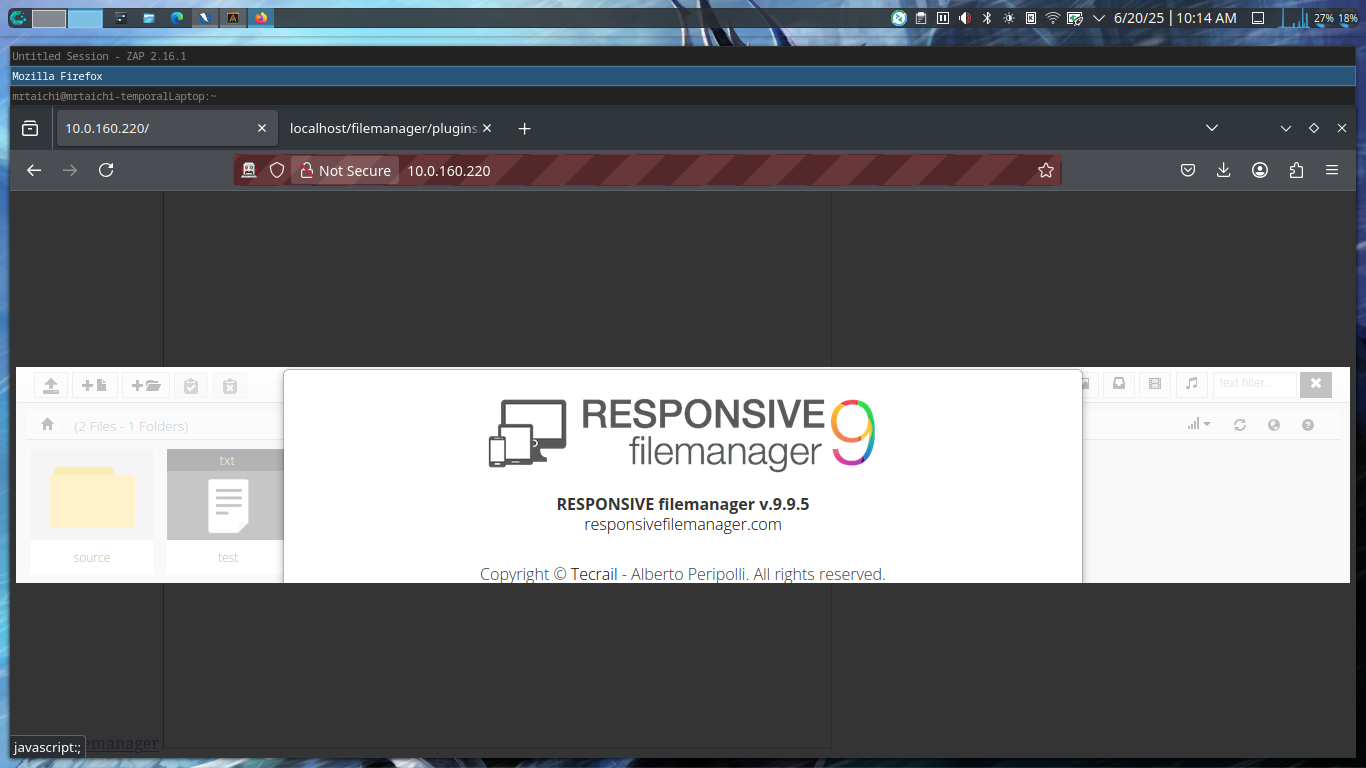 6/20/25 10:14 AM 27% 18%
Untitled Session - ZAP 2.16.1
Mozilla Firefox
mrtaichi@mrtaichi-temporalLaptop:~
10.0.160.220/ localhost/filemanager/plugins
Not Secure 10.0.160.220
text filter...
(2 Files - 1 Folders)
txt
source test
RESPONSIVE 9
filemanager
RESPONSIVE filemanager v.9.9.5
responsivefilemanager.com
Copyright © Tecrail - Alberto Peripolli. All rights reserved.
javascript:;